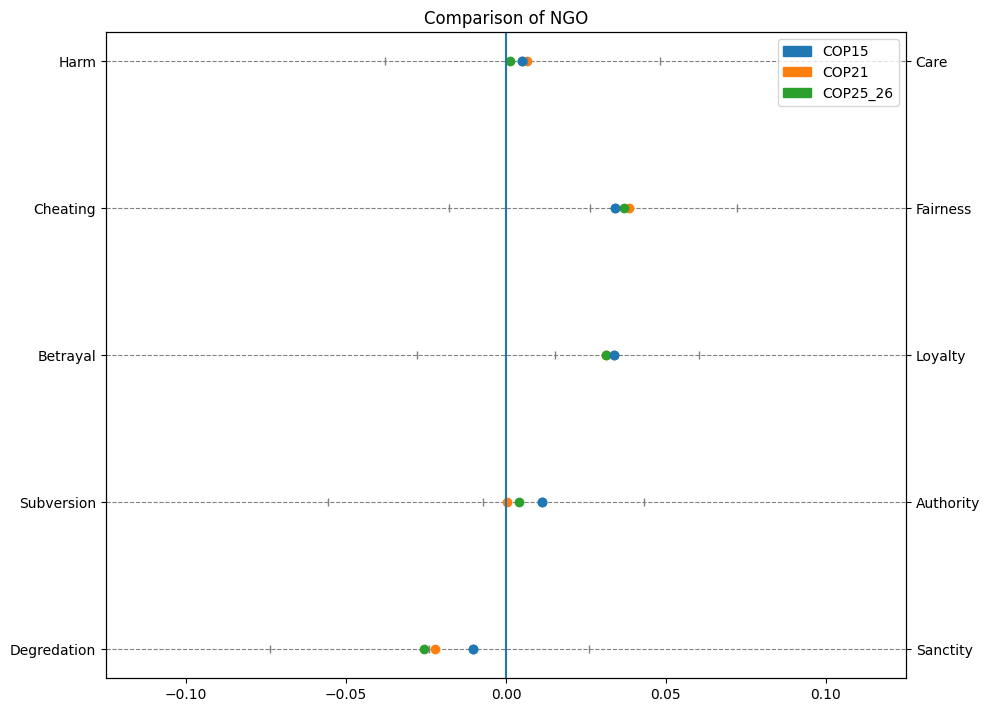 Comparison of NGO
COP15
COP21
COP25_26
Harm
Care
Cheating
Fairness
Betrayal
Loyalty
Subversion
Authority
Degredation
Sanctity
−0.10
−0.05
0.00
0.05
0.10